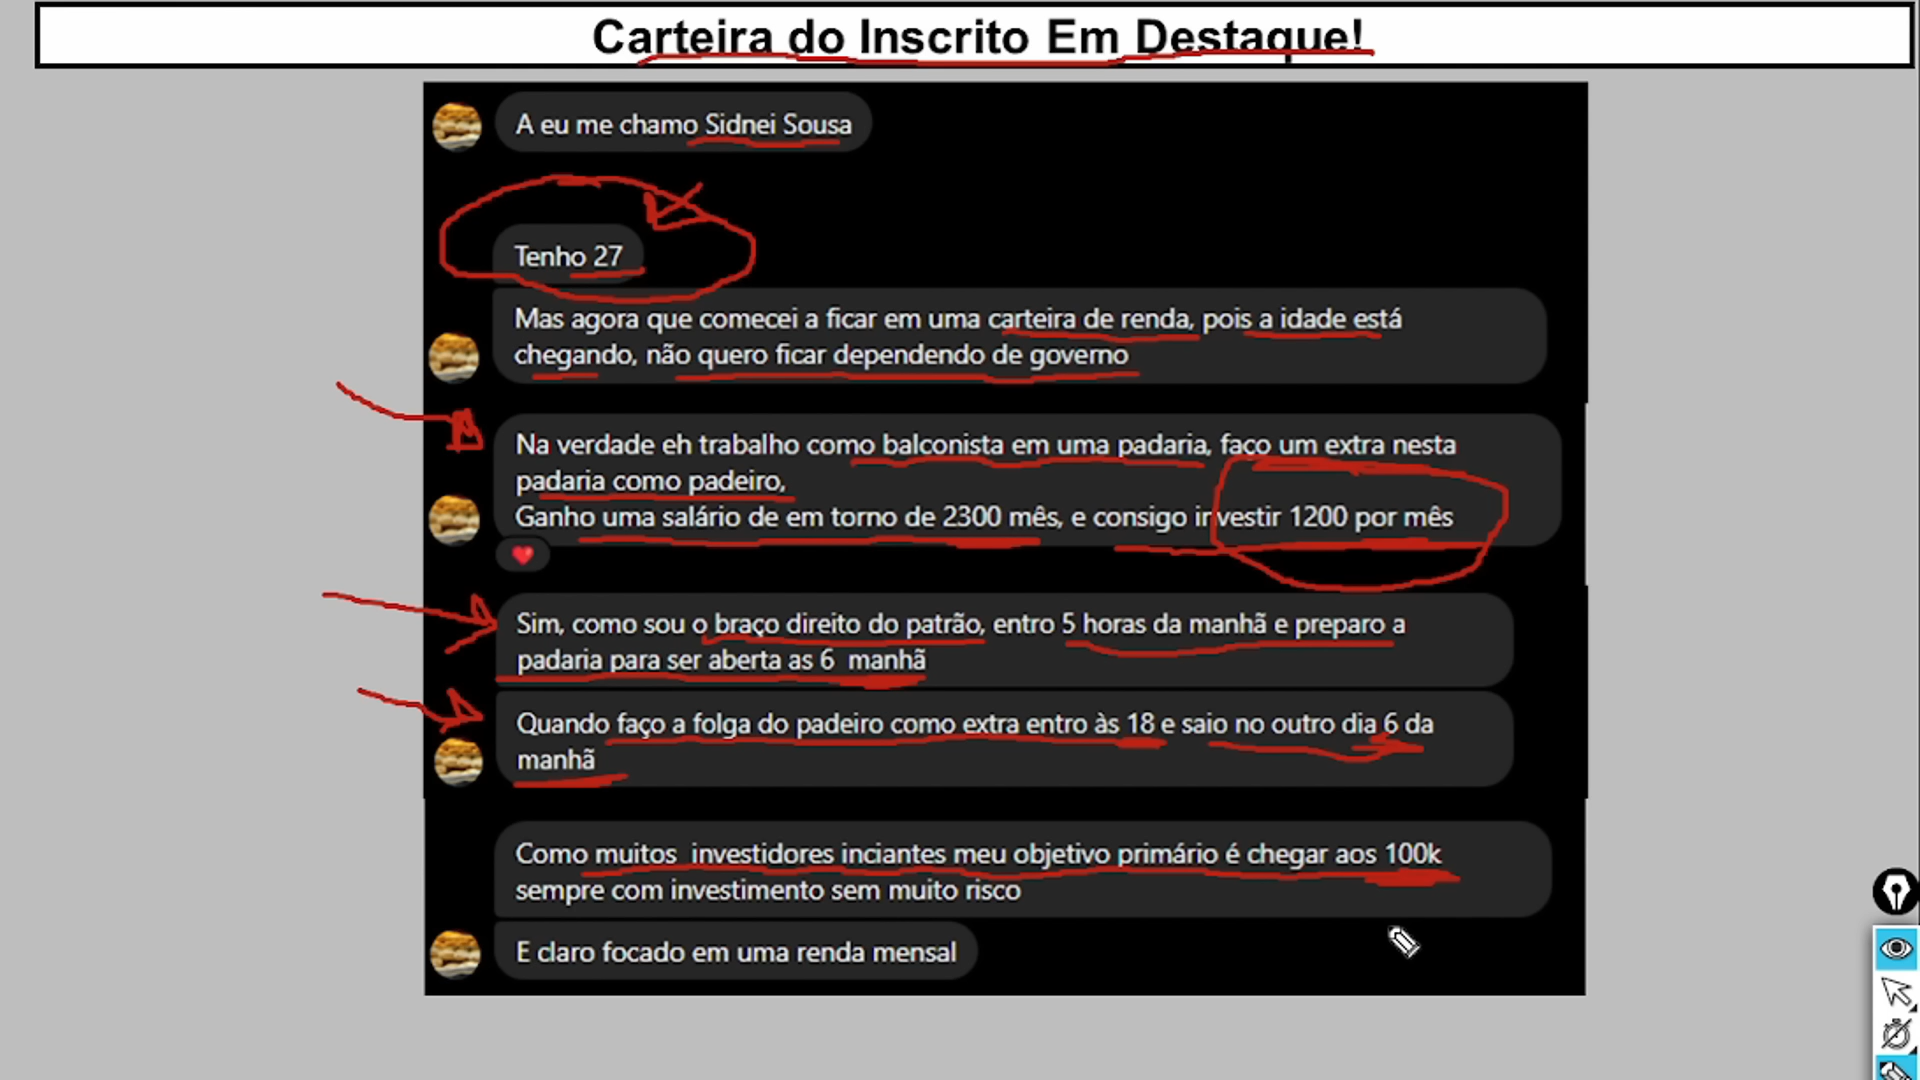 Carteira do Inscrito Em Destaque!
A eu me chamo Sidnei Sousa
Tenho 27
Mas agora que comecei a ficar em uma carteira de renda, pois a idade está
chegando, não quero ficar dependendo de governo
Na verdade eh trabalho como balconista em uma padaria, faço um extra nesta
padaria como padeiro,
Ganho uma salário de em torno de 2300 mês, e consigo investir 1200 por mês
Sim, como sou o braço direito do patrão, entro 5 horas da manhã e preparo a
padaria para ser aberta as 6 manhã
Quando faço a folga do padeiro como extra entro às 18 e saio no outro dia 6 da
manhã
Como muitos investidores inciantes meu objetivo primário é chegar aos 100k
sempre com investimento sem muito risco
E claro focado em uma renda mensal